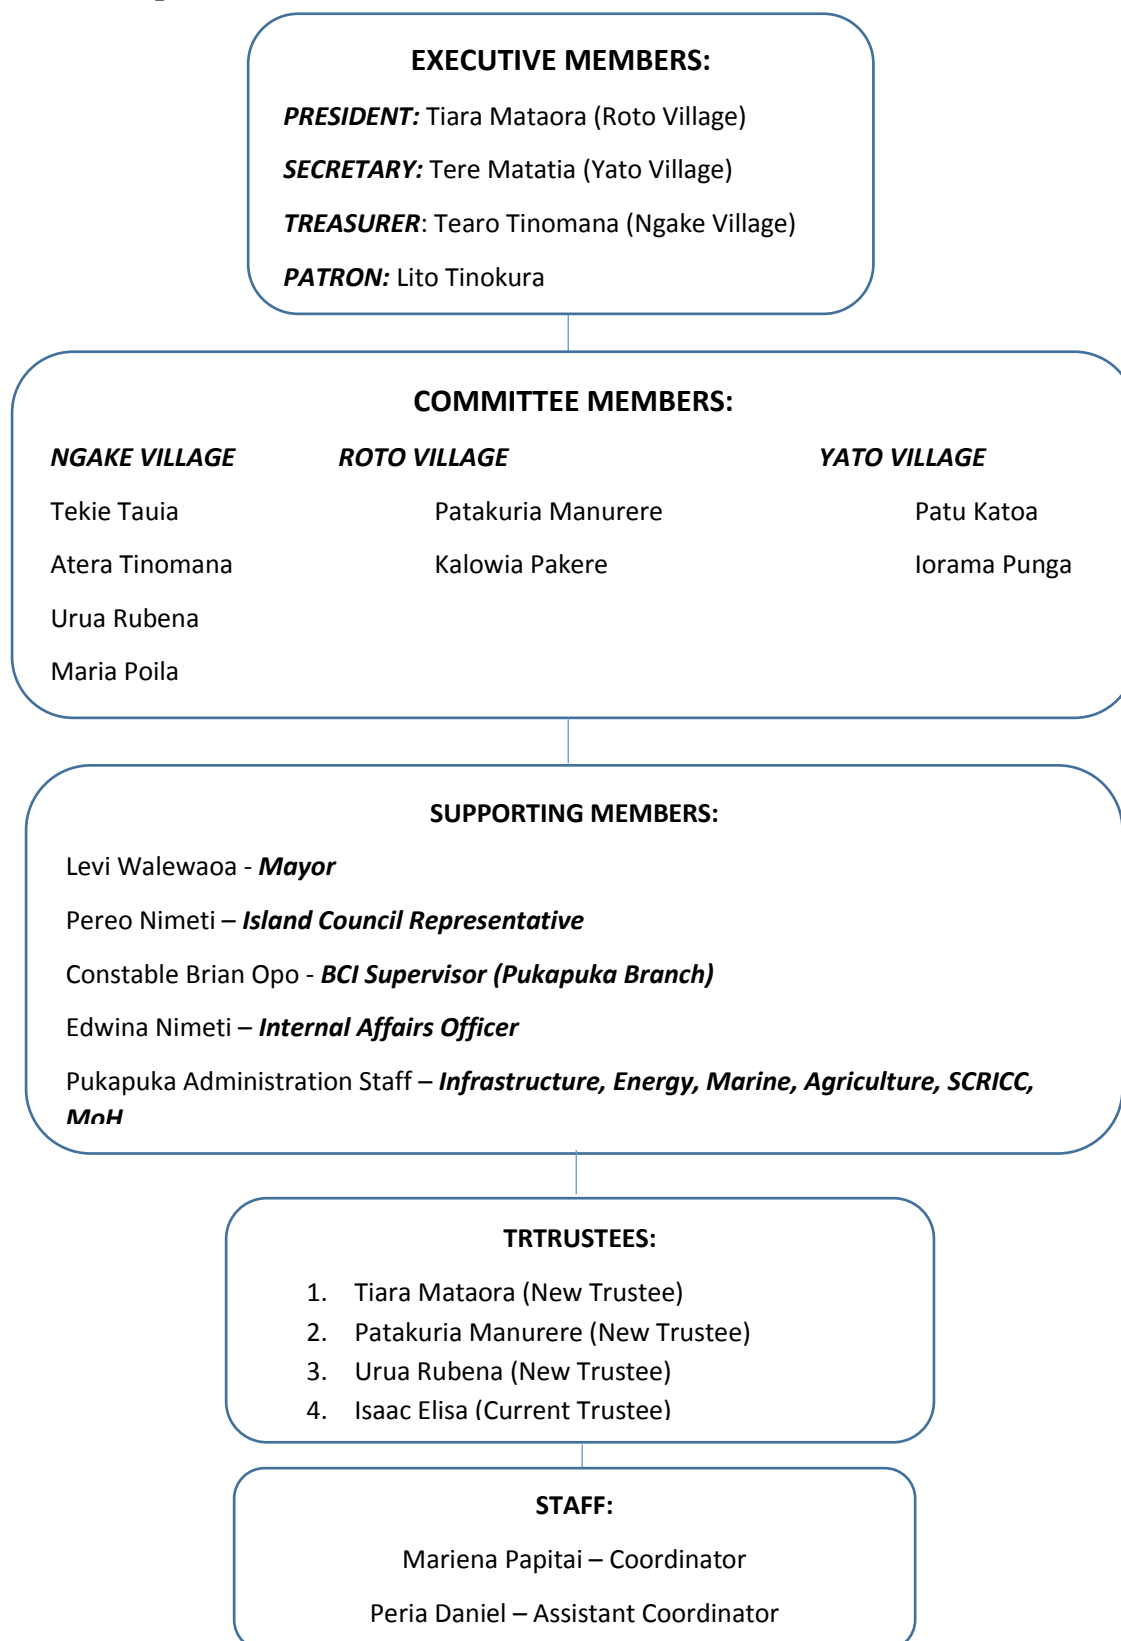 EXECUTIVE MEMBERS:
PRESIDENT: Tiara Mataora (Roto Village)
SECRETARY: Tere Matatia (Yato Village)
TREASURER: Tearo Tinomana (Ngake Village)
PATRON: Lito Tinokura
COMMITTEE MEMBERS:
NGAKE VILLAGE ROTO VILLAGE YATO VILLAGE
Tekie Tauia Patakuria Manurere Patu Katoa
Atera Tinomana Kalowia Pakere Iorama Punga
Urua Rubena
Maria Poila
SUPPORTING MEMBERS:
Levi Walewaoa - Mayor
Pereo Nimeti – Island Council Representative
Constable Brian Opo - BCI Supervisor (Pukapuka Branch)
Edwina Nimeti – Internal Affairs Officer
Pukapuka Administration Staff – Infrastructure, Energy, Marine, Agriculture, SCRICC,
MoH
TRTRUSTEES:
1. Tiara Mataora (New Trustee)
2. Patakuria Manurere (New Trustee)
3. Urua Rubena (New Trustee)
4. Isaac Elisa (Current Trustee)
STAFF:
Mariena Papitai – Coordinator
Peria Daniel – Assistant Coordinator